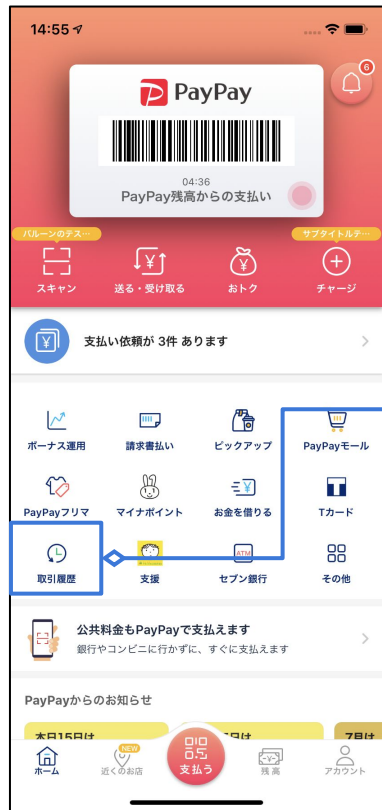 14:55
6
PayPay
04:36
PayPay残高からの支払い
バルーンのテス…
サブタイトルテ…
スキャン
送る・受け取る
おトク
チャージ
支払い依頼が 3件 あります
ボーナス運用
請求書払い
ピックアップ
PayPayモール
PayPayフリマ
マイナポイント
お金を借りる
Tカード
ATM
取引履歴
支援
セブン銀行
その他
公共料金もPayPayで支払えます
銀行やコンビニに行かずに、すぐに支払えます
PayPayからのお知らせ
本日15日は
7月は
NEW
ホーム
近くのお店
支払う
残高
アカウント